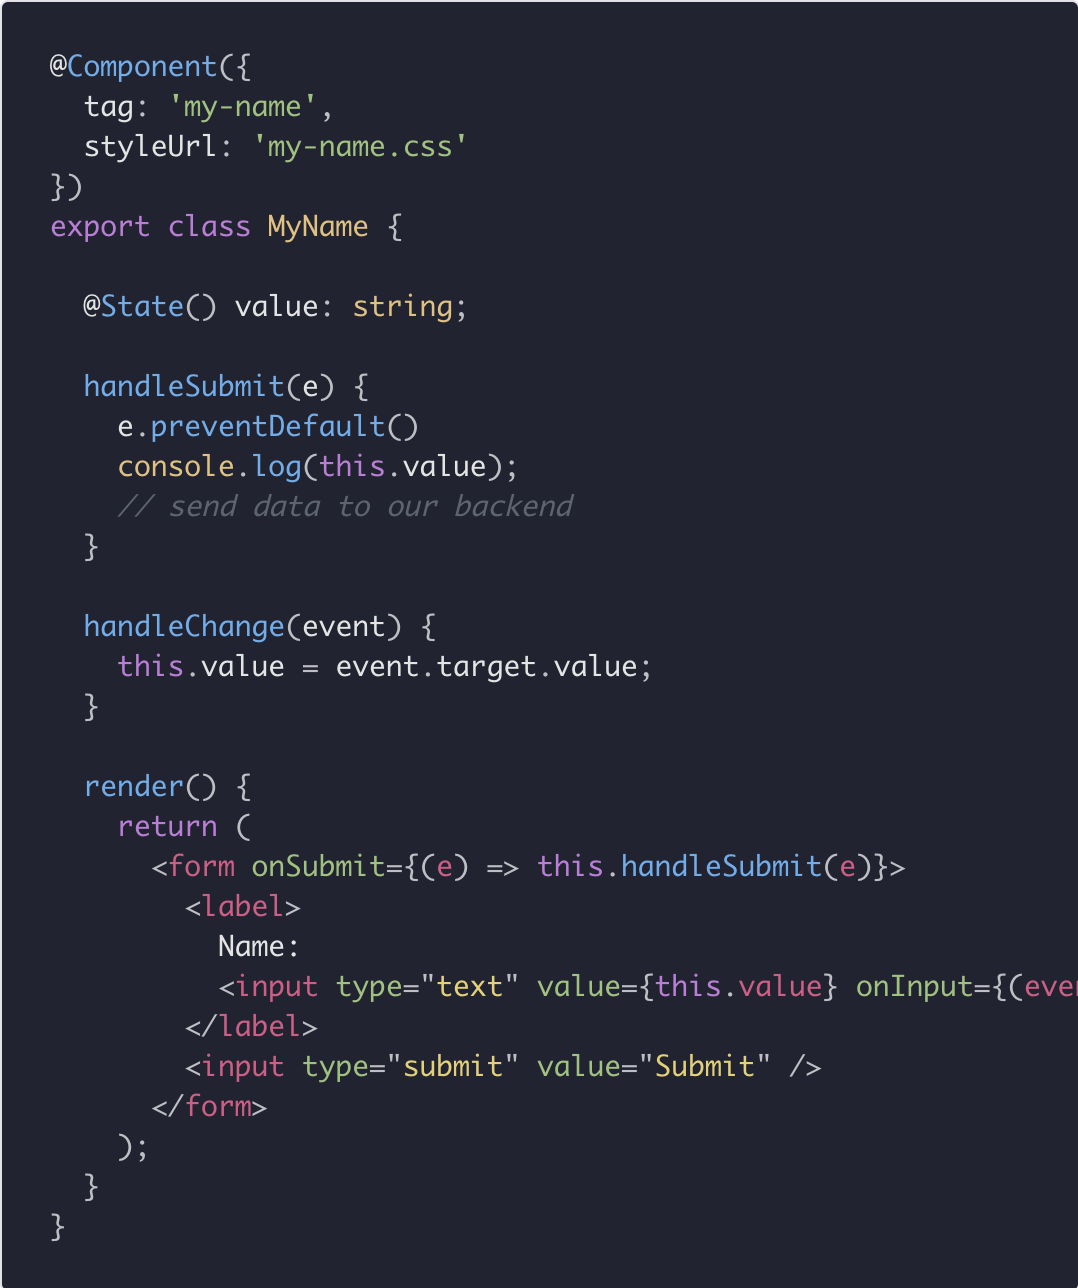 @Component({
  tag: 'my-name',
  styleUrl: 'my-name.css'
})
export class MyName {

  @State() value: string;

  handleSubmit(e) {
    e.preventDefault()
    console.log(this.value);
    // send data to our backend
  }

  handleChange(event) {
    this.value = event.target.value;
  }

  render() {
    return (
      <form onSubmit={(e) => this.handleSubmit(e)}>
        <label>
          Name:
          <input type="text" value={this.value} onInput={(
        </label>
        <input type="submit" value="Submit" />
      </form>
    );
  }
}